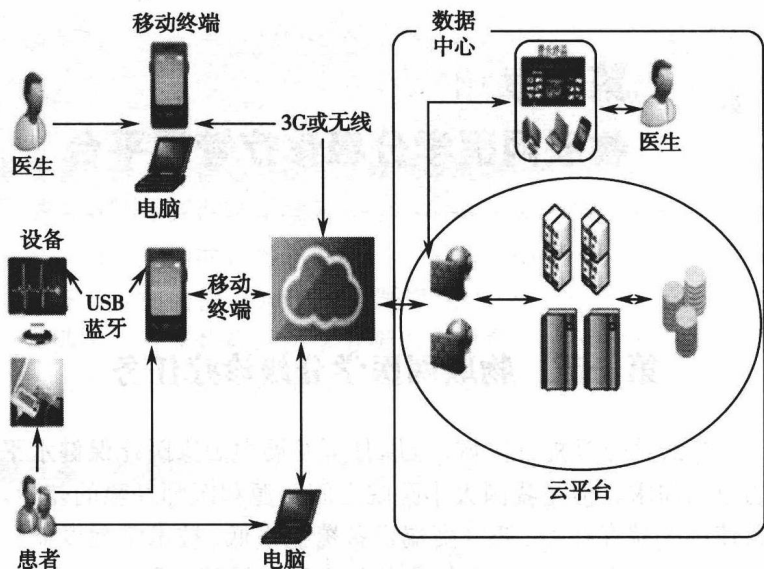 移动终端
数据
中心
3G或无线
医生
医生
电脑
设备
USB
蓝牙
移动
终端
云平台
患者
电脑